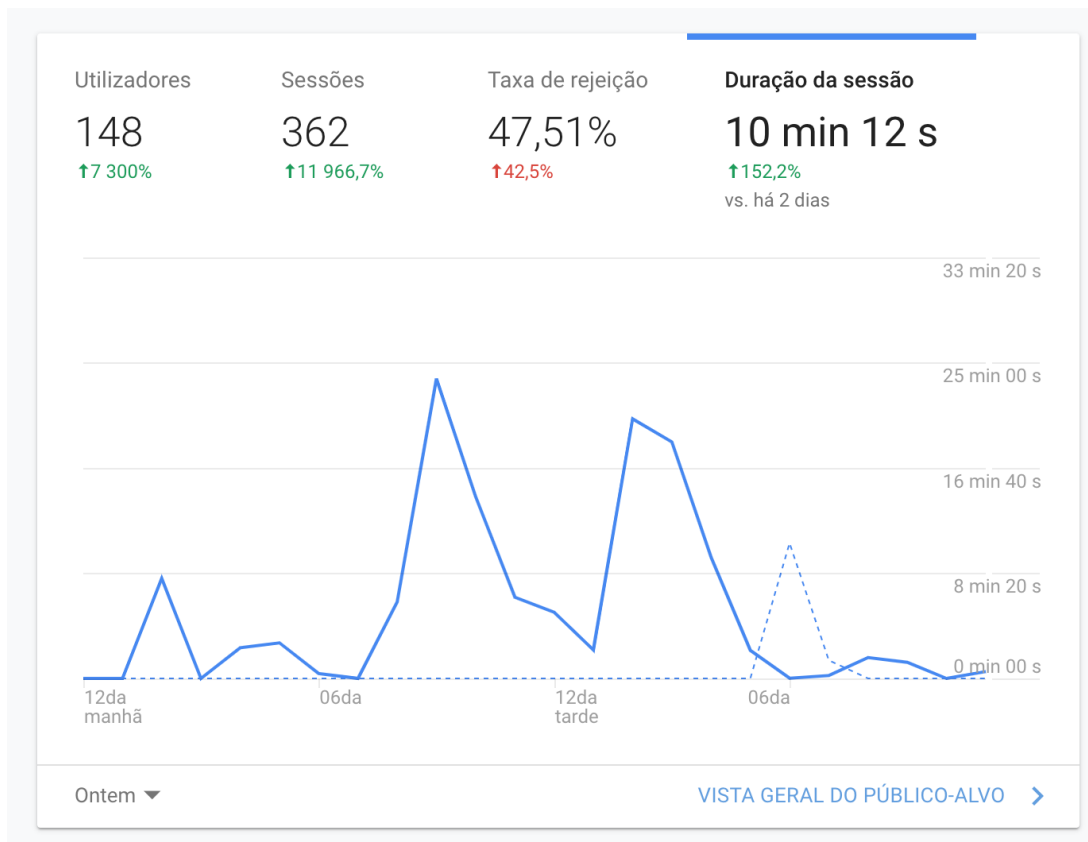 Utilizadores
148
↑7 300%
Sessões
362
↑11 966,7%
Taxa de rejeição
47,51%
↑42,5%
Duração da sessão
10 min 12 s
↑152,2%
vs. há 2 dias
33 min 20 s
25 min 00 s
16 min 40 s
8 min 20 s
0 min 00 s
12da
manhã
06da
12da
tarde
06da
Ontem
VISTA GERAL DO PÚBLICO-ALVO